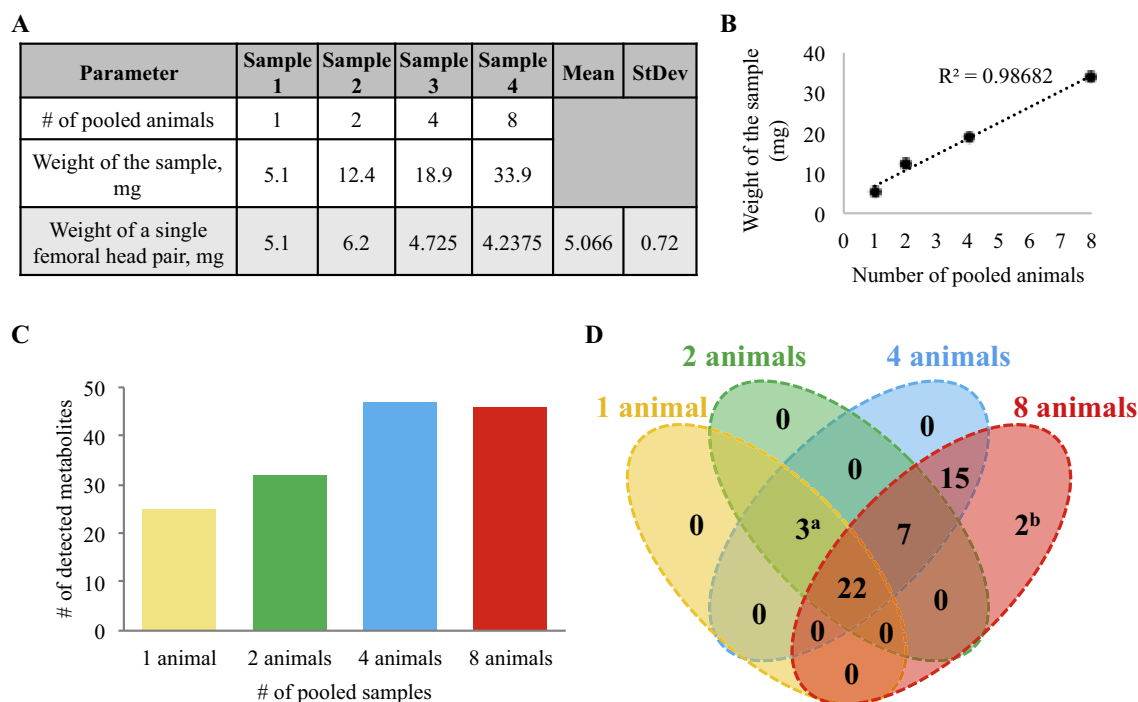 A
Parameter Sample 1 Sample 2 Sample 3 Sample 4 Mean StDev
# of pooled animals 1 2 4 8
Weight of the sample, mg 5.1 12.4 18.9 33.9
Weight of a single femoral head pair, mg 5.1 6.2 4.725 4.2375 5.066 0.72
B
Weight of the sample (mg)
40
30
20
10
0
R² = 0.98682
0 1 2 3 4 5 6 7 8
Number of pooled animals
C
# of detected metabolites
50
40
30
20
10
0
1 animal 2 animals 4 animals 8 animals
# of pooled samples
D
2 animals 4 animals
1 animal 8 animals
0 0
0 15
0 3ᵃ 7 2ᵇ
22
0 0 0 0
0